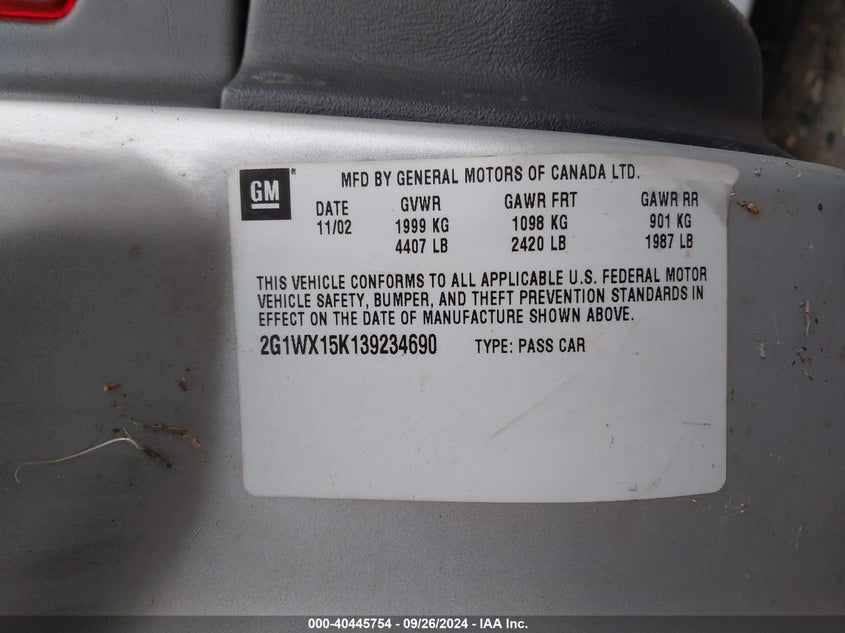 GM ® MFD BY GENERAL MOTORS OF CANADA LTD.
DATE GVWR GAWR FRT GAWR RR
11/02 1999 KG 1098 KG 901 KG
4407 LB 2420 LB 1987 LB
THIS VEHICLE CONFORMS TO ALL APPLICABLE U.S. FEDERAL MOTOR
VEHICLE SAFETY, BUMPER, AND THEFT PREVENTION STANDARDS IN
EFFECT ON THE DATE OF MANUFACTURE SHOWN ABOVE.
2G1WX15K139234690 TYPE: PASS CAR
000-40445754 - 09/26/2024 - IAA Inc.